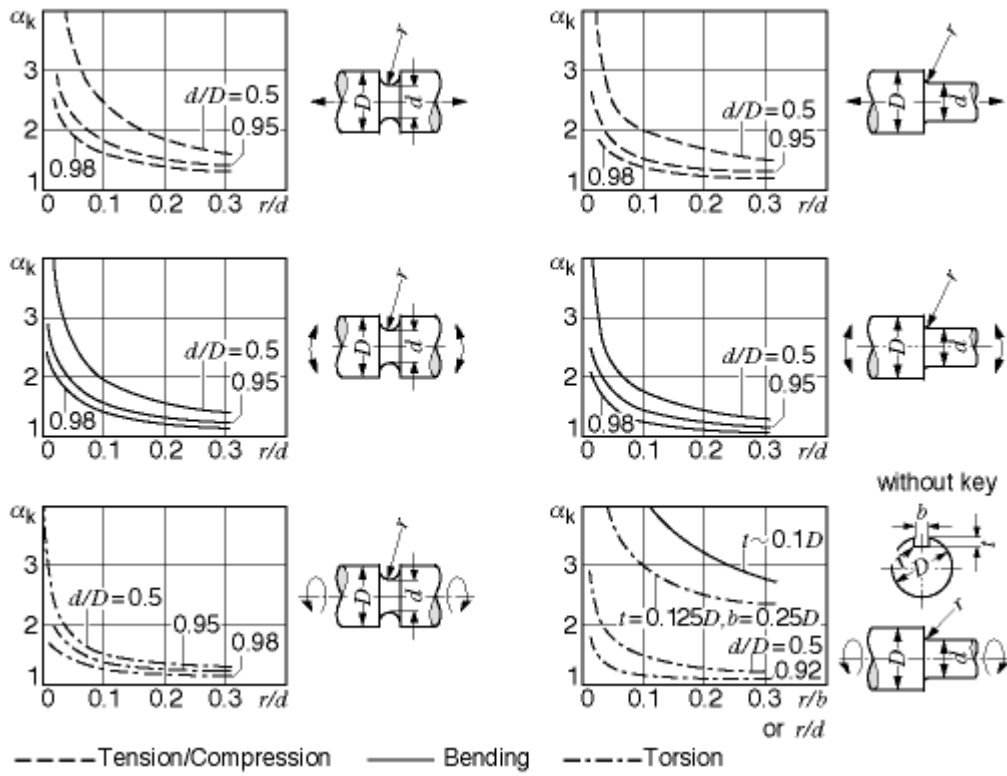 αk
3
2
1
0 0.1 0.2 0.3 r/d
d/D=0.5
0.95
0.98
D
d
r
αk
3
2
1
0 0.1 0.2 0.3 r/d
d/D=0.5
0.95
0.98
D
d
r
αk
3
2
1
0 0.1 0.2 0.3 r/d
d/D=0.5
0.95
0.98
D
d
r
αk
3
2
1
0 0.1 0.2 0.3 r/d
d/D=0.5
0.95
0.98
D
d
r
αk
3
2
1
0 0.1 0.2 0.3 r/d
d/D=0.5
0.95
0.98
D
d
r
αk
3
2
1
0 0.1 0.2 0.3 r/b
or r/d
t~0.1D
t=0.125D, b=0.25D
d/D=0.5
0.92
without key
b
t
r
D
r
D
d
Tension/Compression Bending Torsion